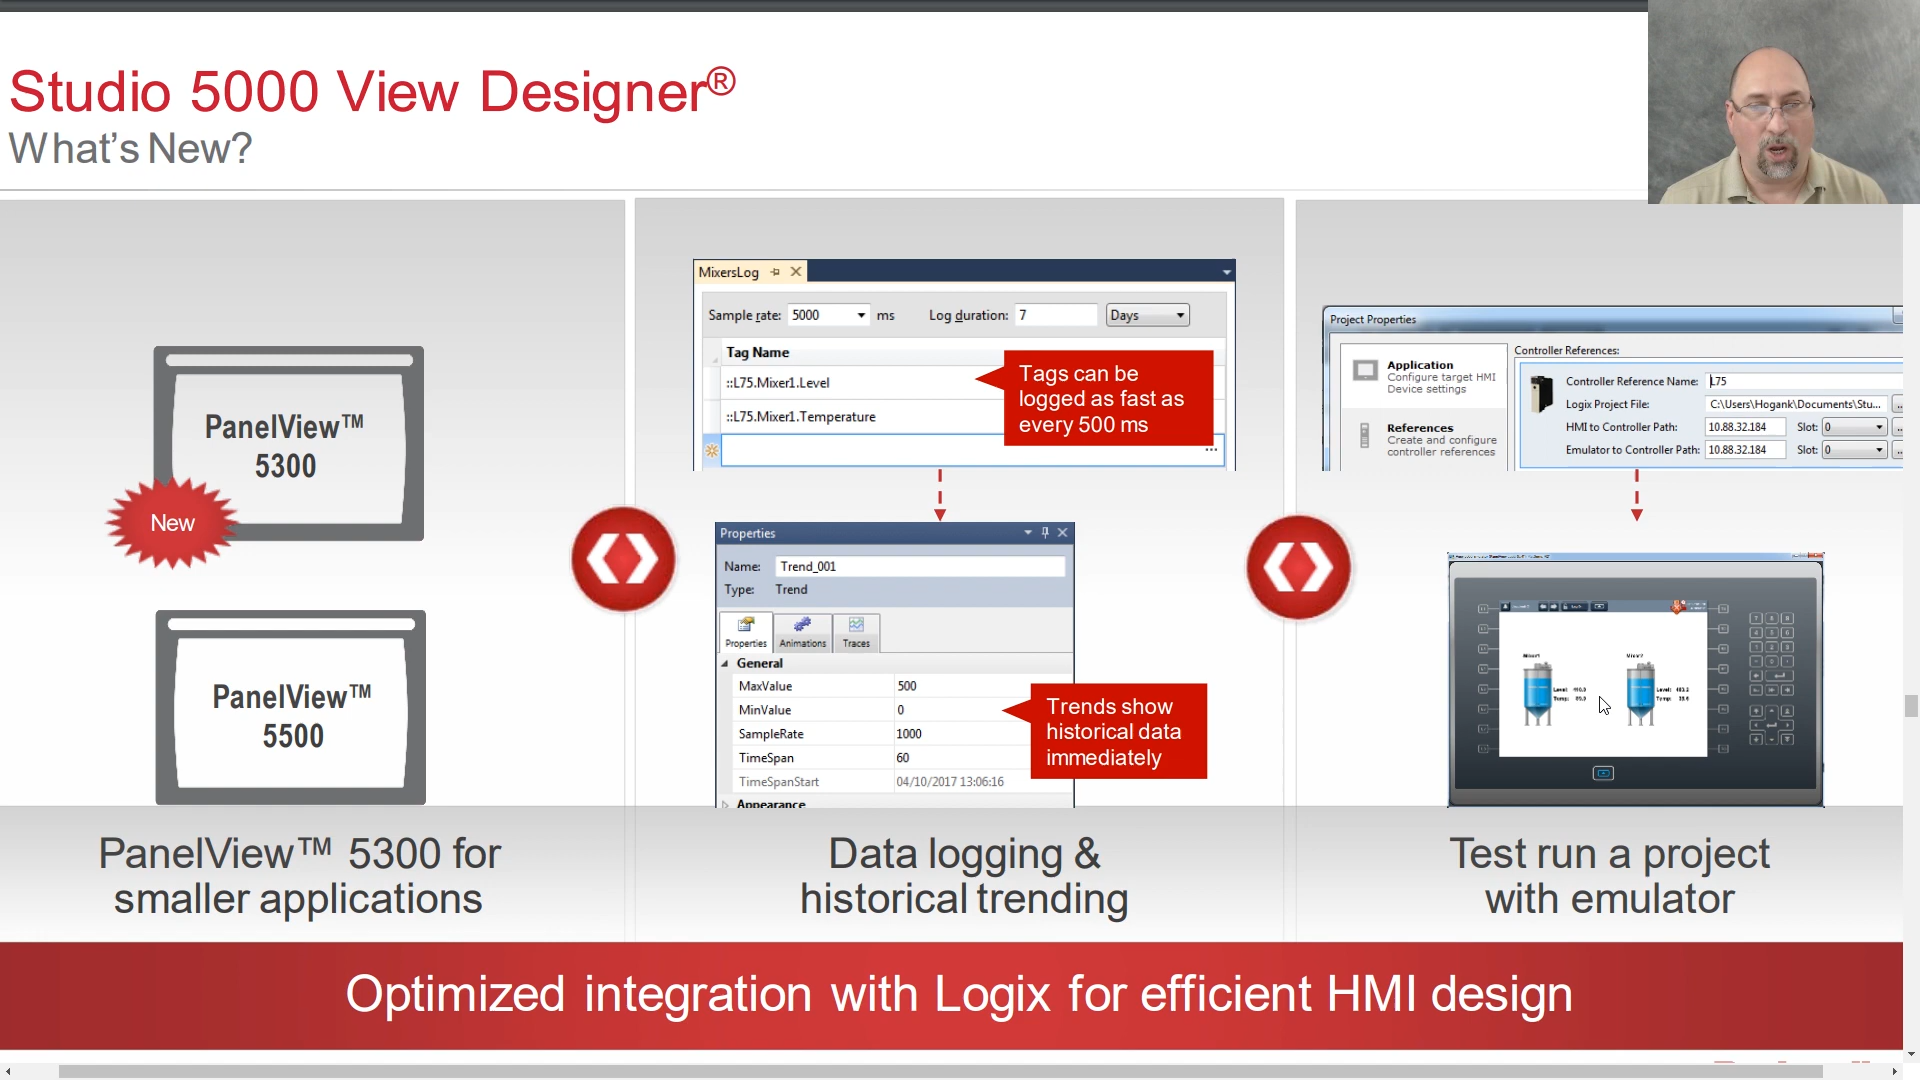 Studio 5000 View Designer®
What's New?
PanelView™
5300
New
PanelView™
5500
PanelView™ 5300 for
smaller applications
MixersLog
Sample rate: 5000 ms Log duration: 7 Days
Tag Name
::L75.Mixer1.Level
::L75.Mixer1.Temperature
Tags can be
logged as fast as
every 500 ms
Properties
Name: Trend_001
Type: Trend
Properties Animations Traces
General
MaxValue 500
MinValue 0
SampleRate 1000
TimeSpan 60
TimeSpanStart 04/10/2017 13:06:16
Appearance
Trends show
historical data
immediately
Data logging &
historical trending
Project Properties
Application
Configure target HMI
Device settings
References
Create and configure
controller references
Controller References:
Controller Reference Name: L75
Logix Project File: C:\Users\Hogank\Documents\Stu...
HMI to Controller Path: 10.88.32.184 Slot: 0
Emulator to Controller Path: 10.88.32.184 Slot: 0
Mixer1
Mixer2
Level:
Temp:
Level:
Temp:
Test run a project
with emulator
Optimized integration with Logix for efficient HMI design